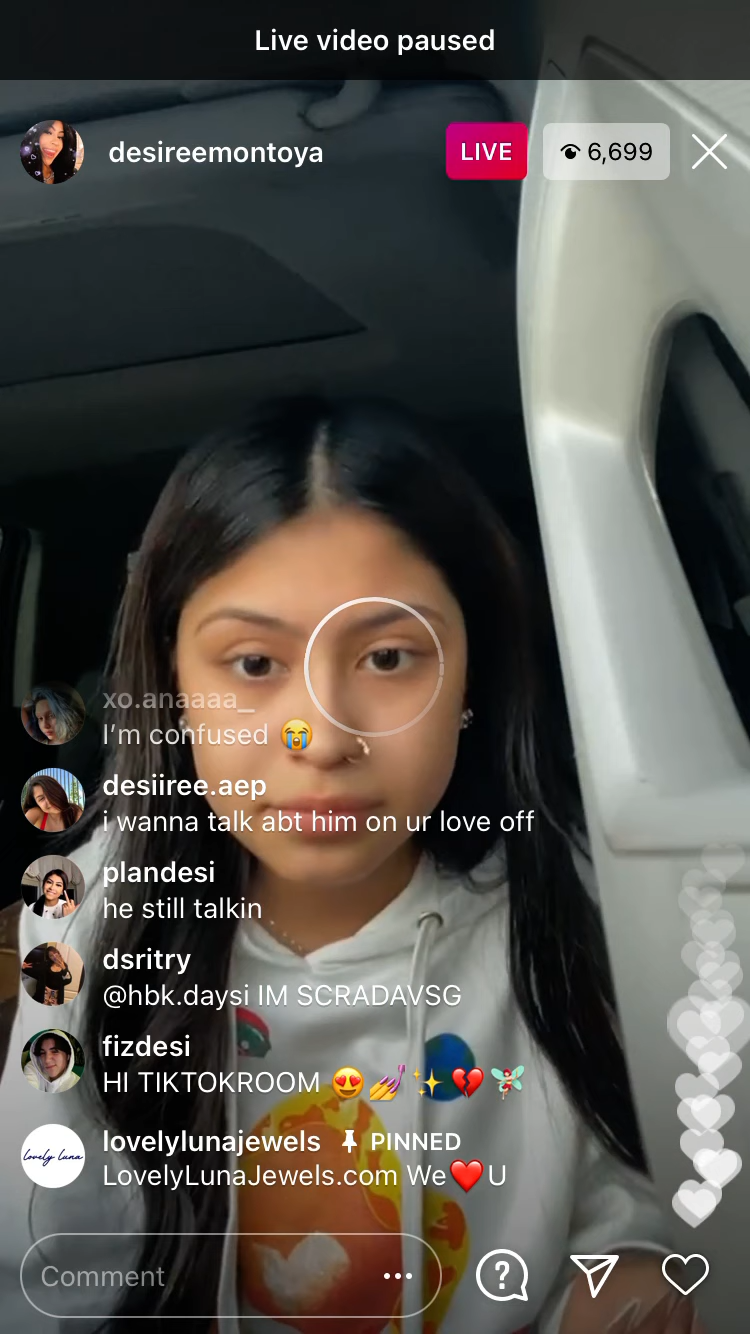 Live video paused
desireemontoya
LIVE
6,699
xo.anaaaa_
I'm confused 😭
desiiree.aep
i wanna talk abt him on ur love off
plandesi
he still talkin
dsritry
@hbk.daysi IM SCRADAVSG
fizdesi
HI TIKTOKROOM 😍💅✨💔🧚
lovelylunajewels 📌 PINNED
lovely luna
LovelyLunaJewels.com We❤️U
Comment